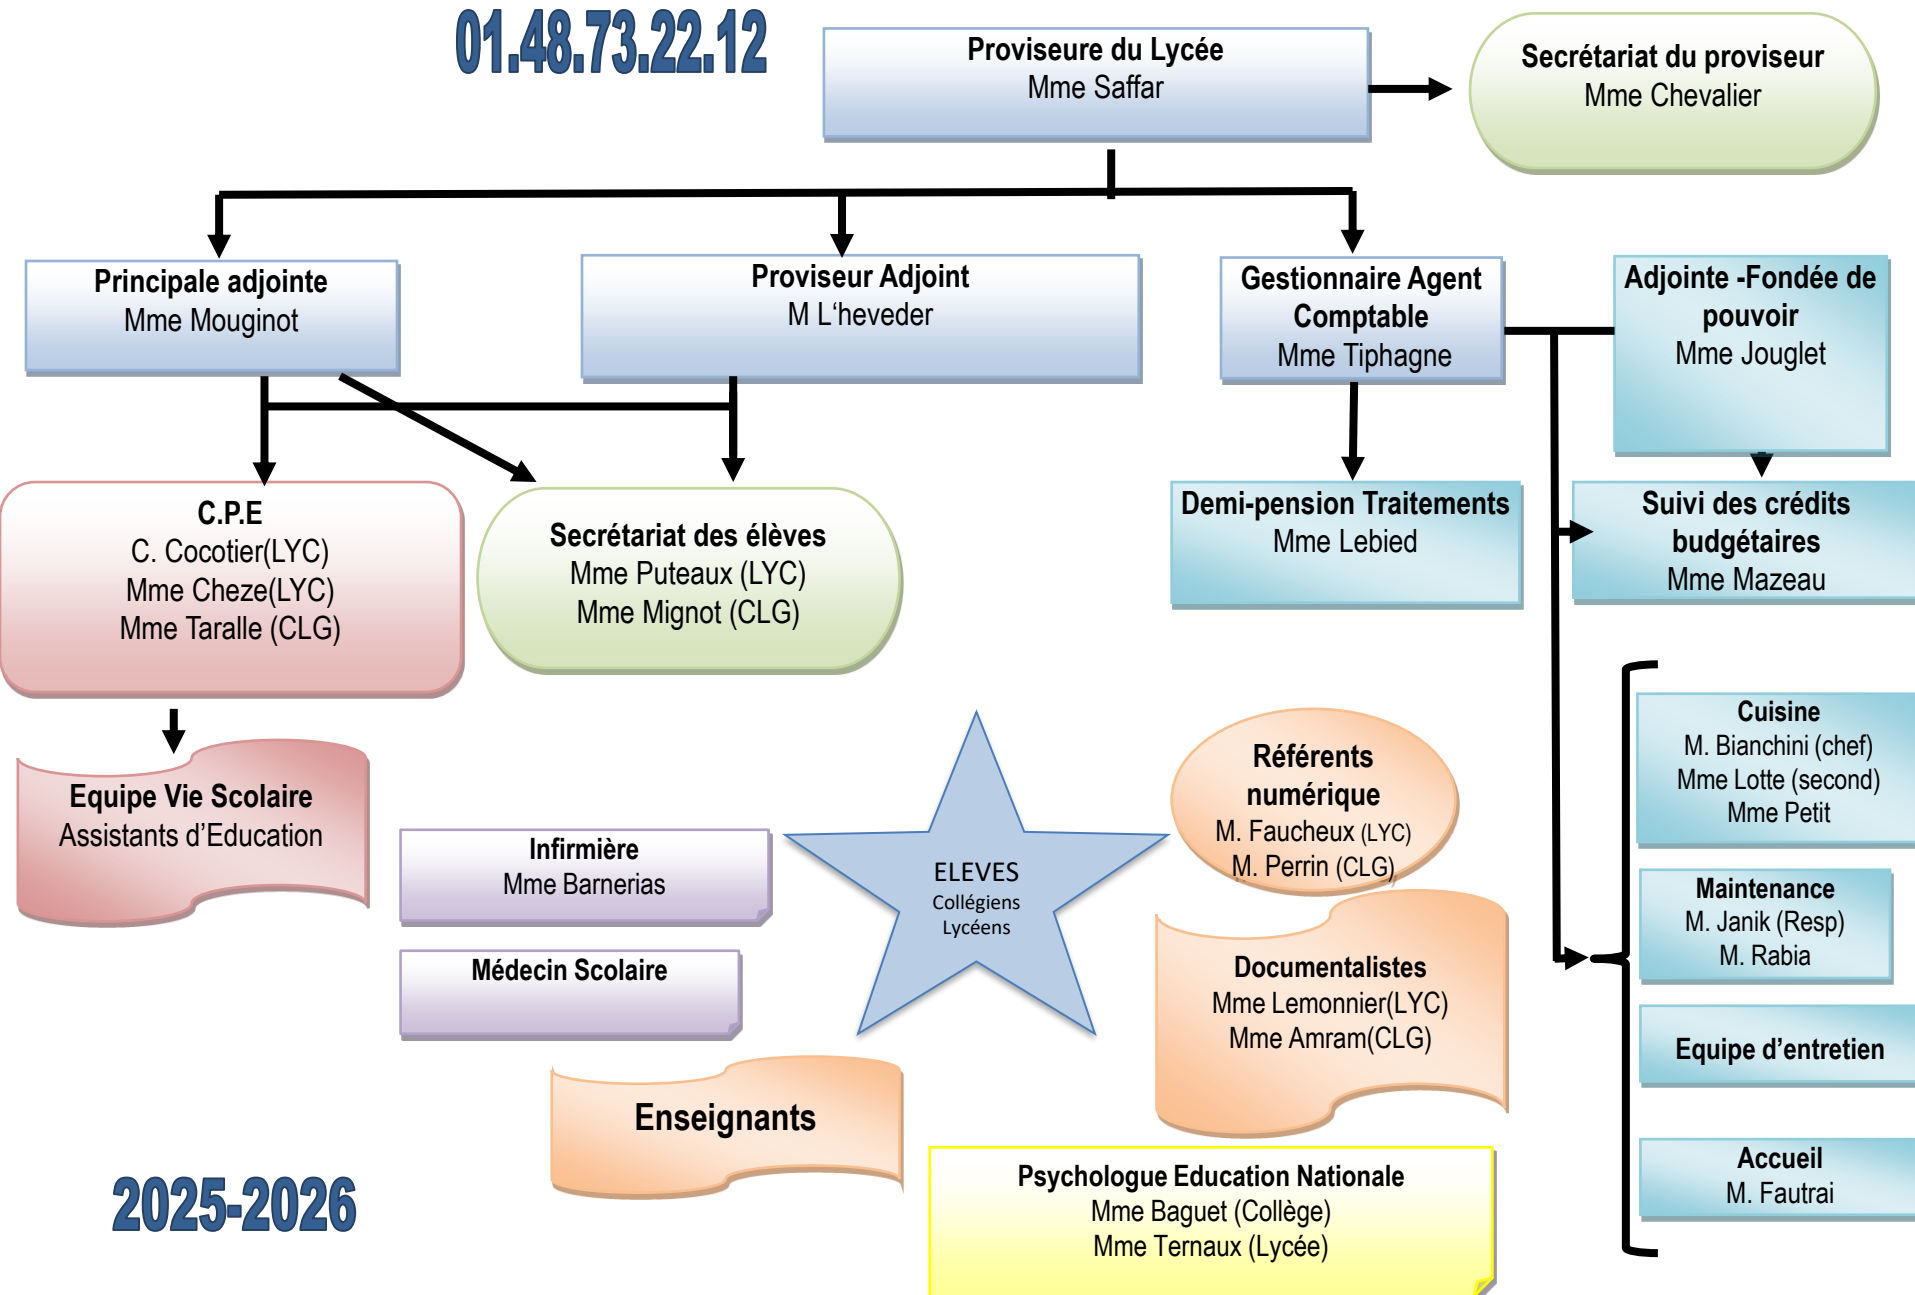 01.48.73.22.12
Proviseure du Lycée
Mme Saffar
Secrétariat du proviseur
Mme Chevalier
Principale adjointe
Mme Mouginot
Proviseur Adjoint
M L‘heveder
Gestionnaire Agent
Comptable
Mme Tiphagne
Adjointe -Fondée de
pouvoir
Mme Jouglet
C.P.E
C. Cocotier(LYC)
Mme Cheze(LYC)
Mme Taralle (CLG)
Secrétariat des élèves
Mme Puteaux (LYC)
Mme Mignot (CLG)
Demi-pension Traitements
Mme Lebied
Suivi des crédits
budgétaires
Mme Mazeau
Equipe Vie Scolaire
Assistants d’Education
Infirmière
Mme Barnerias
Médecin Scolaire
ELEVES
Collégiens
Lycéens
Référents
numérique
M. Faucheux (LYC)
M. Perrin (CLG)
Documentalistes
Mme Lemonnier(LYC)
Mme Amram(CLG)
Cuisine
M. Bianchini (chef)
Mme Lotte (second)
Mme Petit
Maintenance
M. Janik (Resp)
M. Rabia
Equipe d’entretien
Accueil
M. Fautrai
Enseignants
Psychologue Education Nationale
Mme Baguet (Collège)
Mme Ternaux (Lycée)
2025-2026